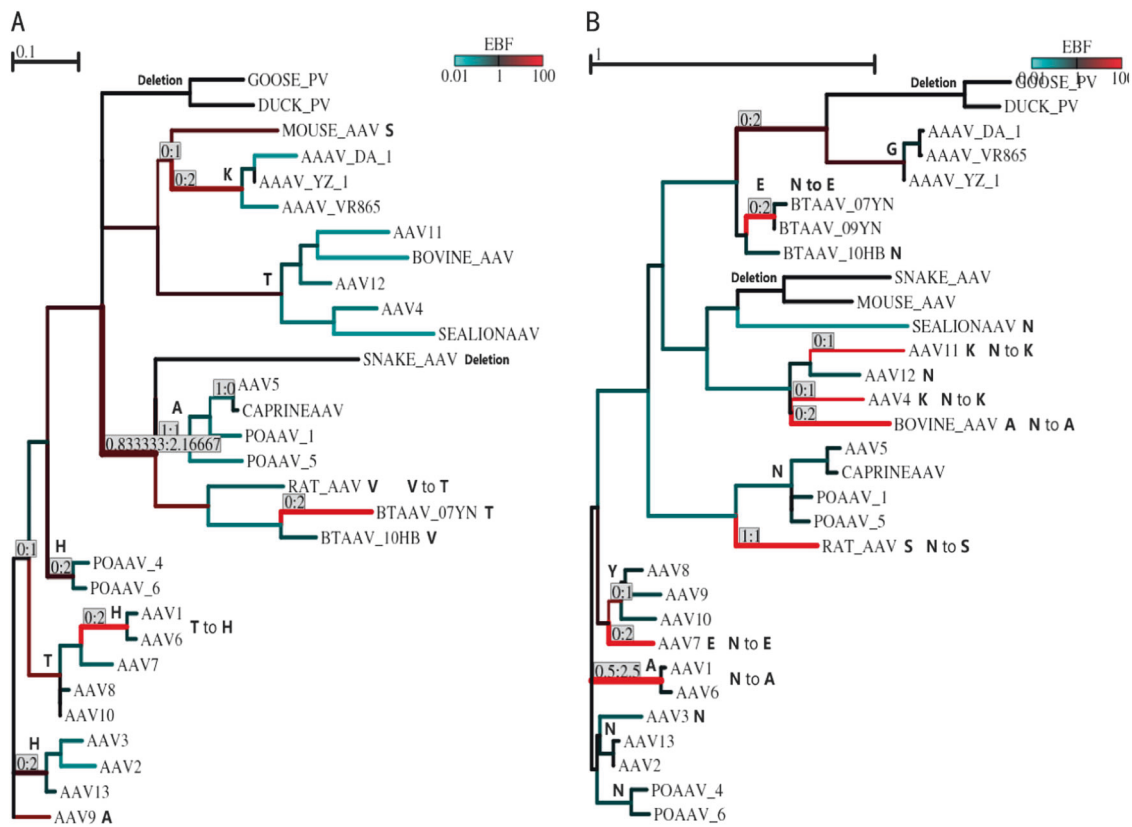 A
0.1
EBF
0.01 1 100
Deletion
GOOSE_PV
DUCK_PV
MOUSE_AAV S
0:1
K
AAAV_DA_1
0:2
AAAV_YZ_1
AAAV_VR865
AAV11
BOVINE_AAV
T
AAV12
AAV4
SEALIONAAV
SNAKE_AAV Deletion
1:0
AAV5
A
CAPRINEAAV
1:1
POAAV_1
0.833333:2.16667
POAAV_5
RAT_AAV V V to T
0:2
BTAAV_07YN T
BTAAV_10HB V
0:1
H
POAAV_4
0:2
POAAV_6
0:2 H
AAV1
T to H
AAV6
T
AAV7
AAV8
AAV10
H
AAV3
0:2
AAV2
AAV13
AAV9 A
B
1
EBF
0.01 1 100
Deletion
GOOSE_PV
DUCK_PV
0:2
AAAV_DA_1
G
AAAV_VR865
AAAV_YZ_1
E N to E
0:2
BTAAV_07YN
BTAAV_09YN
BTAAV_10HB N
Deletion
SNAKE_AAV
MOUSE_AAV
SEALIONAAV N
0:1
AAV11 K N to K
AAV12 N
0:1
AAV4 K N to K
0:2
BOVINE_AAV A N to A
AAV5
N
CAPRINEAAV
POAAV_1
POAAV_5
1:1
RAT_AAV S N to S
Y
AAV8
0:1
AAV9
AAV10
0:2
AAV7 E N to E
0.5:2.5
A
AAV1
N to A
AAV6
AAV3 N
N
AAV13
AAV2
N
POAAV_4
POAAV_6